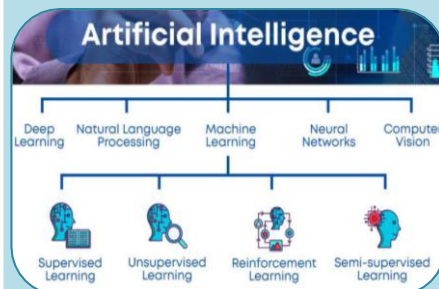 Artificial Intelligence
Deep
Learning
Natural Language
Processing
Machine
Learning
Neural
Networks
Computer
Vision
Supervised
Learning
Unsupervised
Learning
Reinforcement
Learning
Semi-supervised
Learning